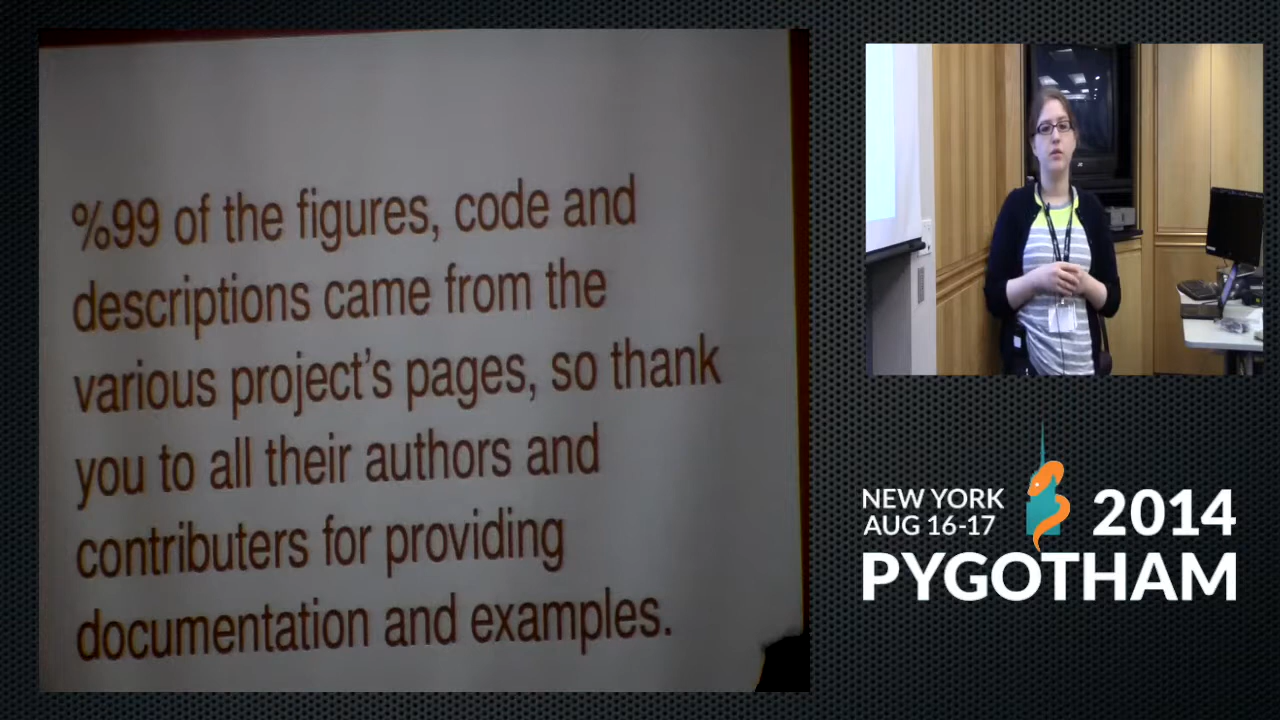 %99 of the figures, code and
descriptions came from the
various project's pages, so thank
you to all their authors and
contributers for providing
documentation and examples.
NEW YORK
AUG 16-17
2014
PYGOTHAM